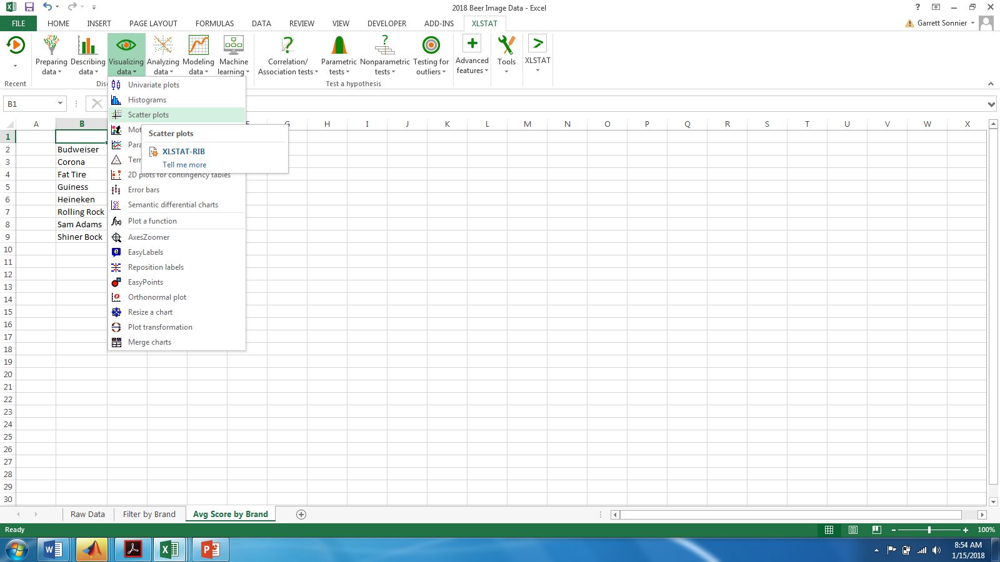 2018 Beer Image Data - Excel
FILE HOME INSERT PAGE LAYOUT FORMULAS DATA REVIEW VIEW DEVELOPER ADD-INS XLSTAT Garrett Sonnier
Preparing data Describing data Visualizing data Analyzing data Modeling data Machine learning Correlation/ Association tests Parametric tests Nonparametric tests Testing for outliers Advanced features Tools XLSTAT
Recent Test a hypothesis
B1
Univariate plots
Histograms
Scatter plots
Scatter plots
XLSTAT-RIB
Tell me more
2D plots for contingency tables
Error bars
Semantic differential charts
Plot a function
AxesZoomer
EasyLabels
Reposition labels
EasyPoints
Orthonormal plot
Resize a chart
Plot transformation
Merge charts
A B G H I J K L M N O P Q R S T U V W X
1
2 Budweiser
3 Corona
4 Fat Tire
5 Guiness
6 Heineken
7 Rolling Rock
8 Sam Adams
9 Shiner Bock
10
11
12
13
14
15
16
17
18
19
20
21
22
23
24
25
26
27
28
29
30
Raw Data Filter by Brand Avg Score by Brand
Ready 100%
8:54 AM
1/15/2018